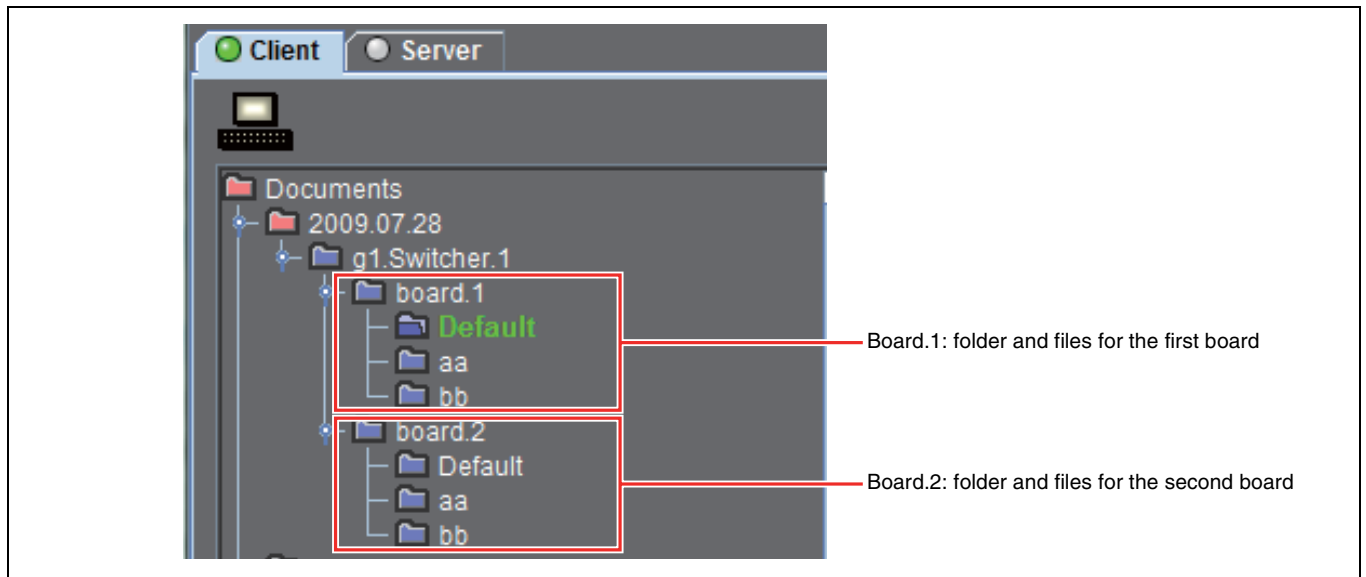 Client Server
Documents
2009.07.28
g1.Switcher.1
board.1
Default
aa
bb
board.2
Default
aa
bb
Board.1: folder and files for the first board
Board.2: folder and files for the second board